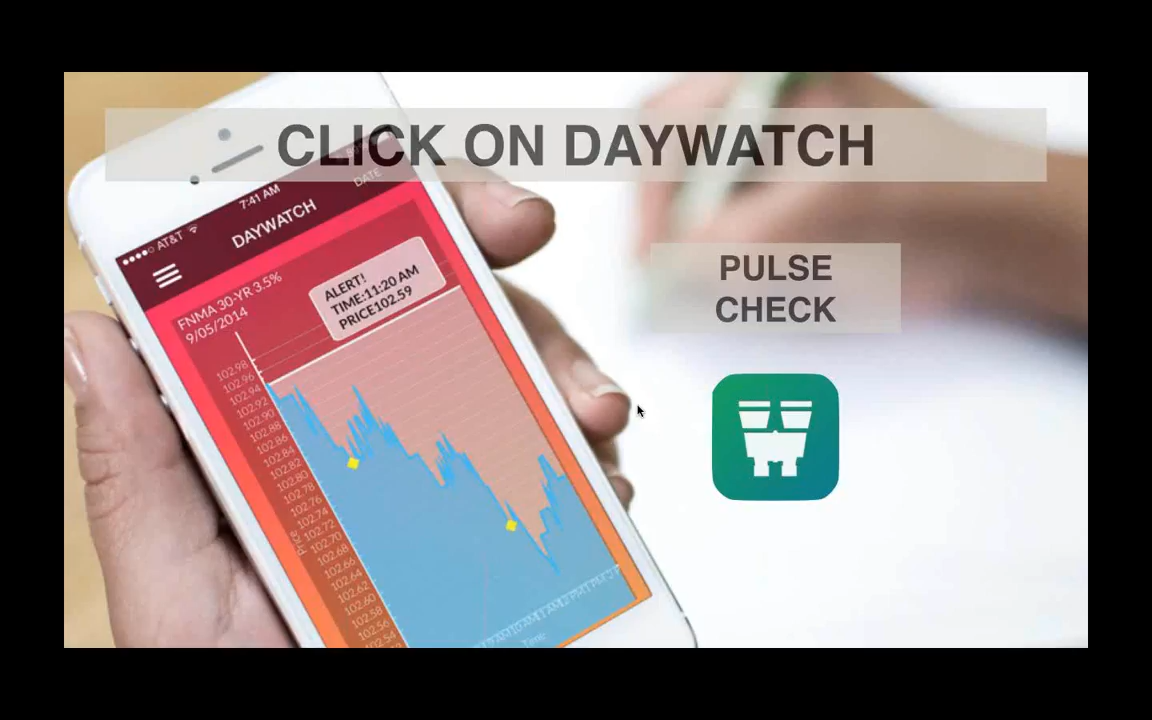 CLICK ON DAYWATCH
PULSE
CHECK
AT&T
7:41 AM
DATE
DAYWATCH
FNMA 30-YR 3.5%
9/05/2014
ALERT!
TIME:11:20 AM
PRICE102.59
102.98
102.96
102.94
102.92
102.90
102.88
102.86
102.84
102.82
102.80
102.78
102.76
102.74
102.72
102.70
102.68
102.66
102.64
102.62
102.60
102.58
102.56
102.54
Price
Time